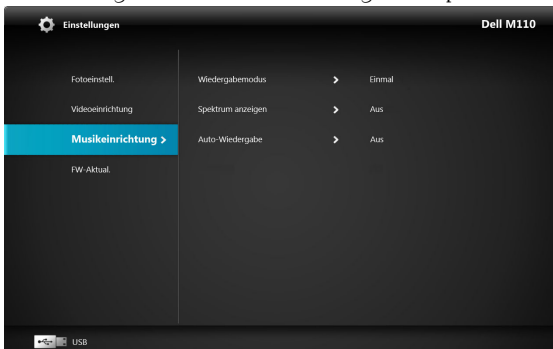 Einstellungen
Dell M110
Fotoeinstell.
Wiedergabemodus > Einmal
Videoeinrichtung
Spektrum anzeigen > Aus
Musikeinrichtung >
Auto-Wiedergabe > Aus
FW-Aktual.
USB